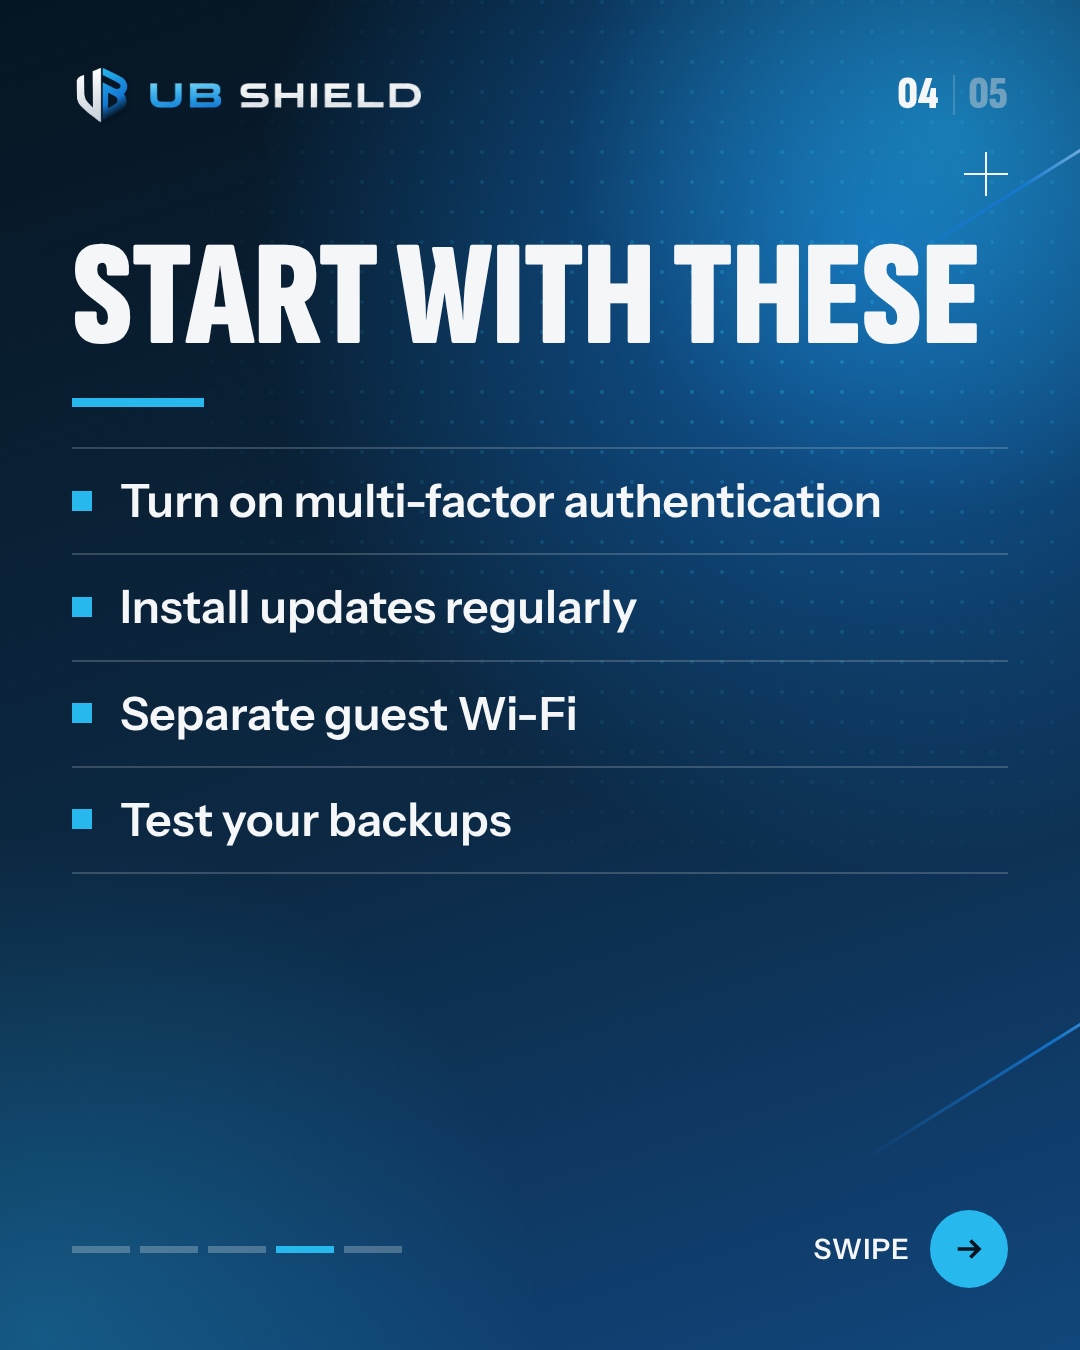 UB SHIELD
04 | 05
START WITH THESE
Turn on multi-factor authentication
Install updates regularly
Separate guest Wi-Fi
Test your backups
SWIPE